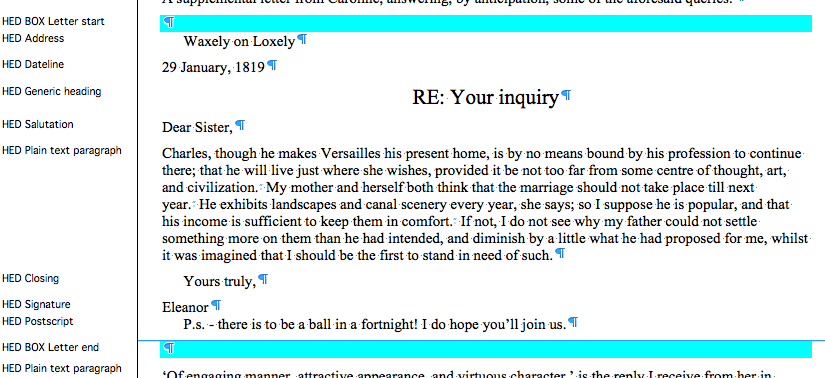 A supplemental letter from Caroline, answering, by anticipation, some of the aforesaid queries. ¶
HED BOX Letter start ¶
HED Address Waxely on Loxely ¶
HED Dateline 29 January, 1819 ¶
HED Generic heading RE: Your inquiry ¶
HED Salutation Dear Sister, ¶
HED Plain text paragraph Charles, though he makes Versailles his present home, is by no means bound by his profession to continue
there; that he will live just where she wishes, provided it be not too far from some centre of thought, art,
and civilization. My mother and herself both think that the marriage should not take place till next
year. He exhibits landscapes and canal scenery every year, she says; so I suppose he is popular, and that
his income is sufficient to keep them in comfort. If not, I do not see why my father could not settle
something more on them than he had intended, and diminish by a little what he had proposed for me, whilst
it was imagined that I should be the first to stand in need of such. ¶
HED Closing Yours truly, ¶
HED Signature Eleanor ¶
HED Postscript P.s. - there is to be a ball in a fortnight! I do hope you’ll join us. ¶
HED BOX Letter end ¶
HED Plain text paragraph ‘Of engaging manner, attractive appearance, and virtuous character,’ is the reply I receive from her in